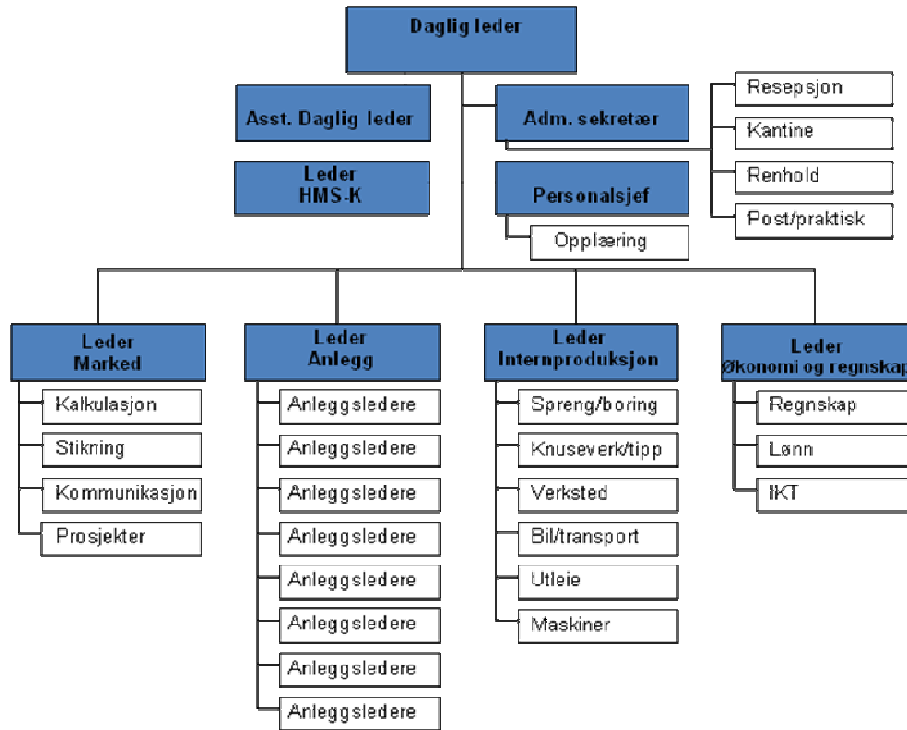 Daglig leder
Asst. Daglig leder
Adm. sekretær
Resepsjon
Kantine
Renhold
Post/praktisk
Leder
HMS-K
Personalsjef
Opplæring
Leder
Marked
Kalkulasjon
Stikning
Kommunikasjon
Prosjekter
Leder
Anlegg
Anleggsledere
Anleggsledere
Anleggsledere
Anleggsledere
Anleggsledere
Anleggsledere
Anleggsledere
Anleggsledere
Leder
Internproduksjon
Spreng/boring
Knuseverk/tipp
Verksted
Bil/transport
Utleie
Maskiner
Leder
Økonomi og regnskap
Regnskap
Lønn
IKT